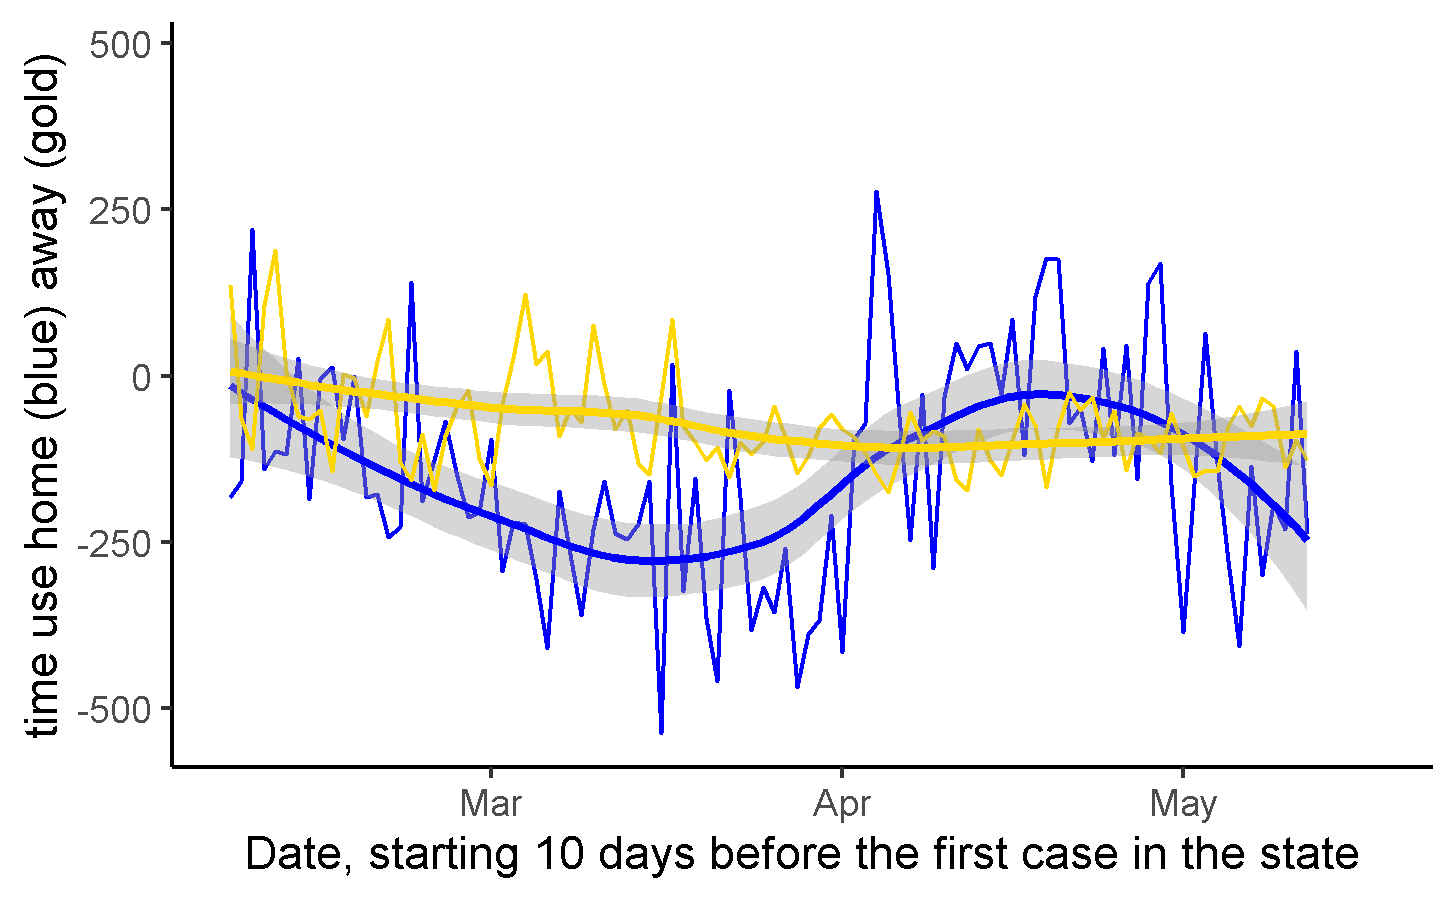 time use home (blue) away (gold)
500
250
0
-250
-500
Mar Apr May
Date, starting 10 days before the first case in the state